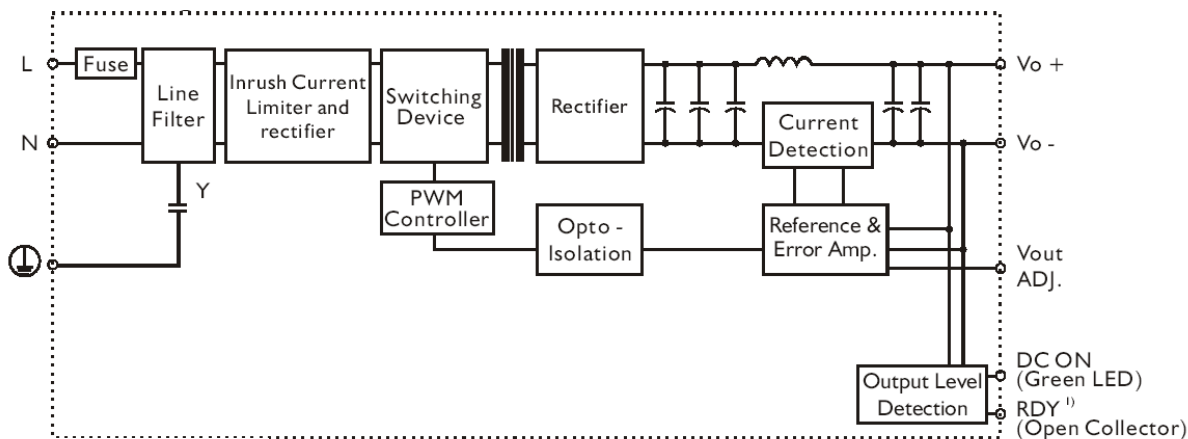 L
Fuse
Line
Filter
Inrush Current
Limiter and
rectifier
Switching
Device
Rectifier
Current
Detection
Vo +
N
Vo -
Y
PWM
Controller
Opto -
Isolation
Reference &
Error Amp.
Vout
ADJ.
Output Level
Detection
DC ON
(Green LED)
RDY 1)
(Open Collector)